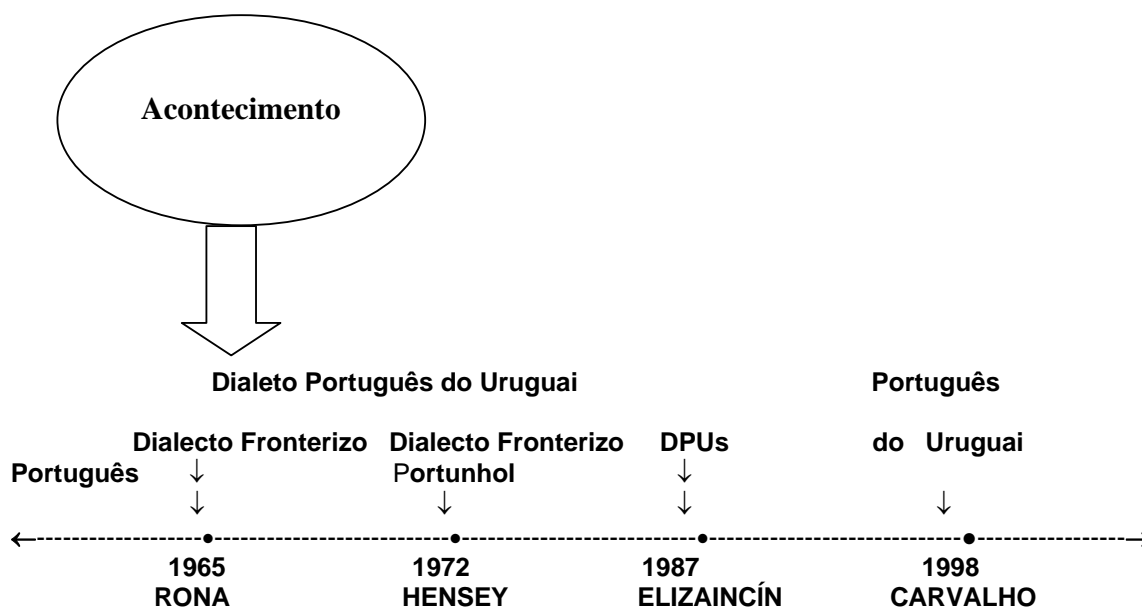 Acontecimento
Dialeto Português do Uruguai Português
Dialecto Fronterizo Dialecto Fronterizo DPUs do Uruguai
Português ↓ Portunhol ↓
↓ ↓ ↓ ↓
1965 1972 1987 1998
RONA HENSEY ELIZAINCÍN CARVALHO